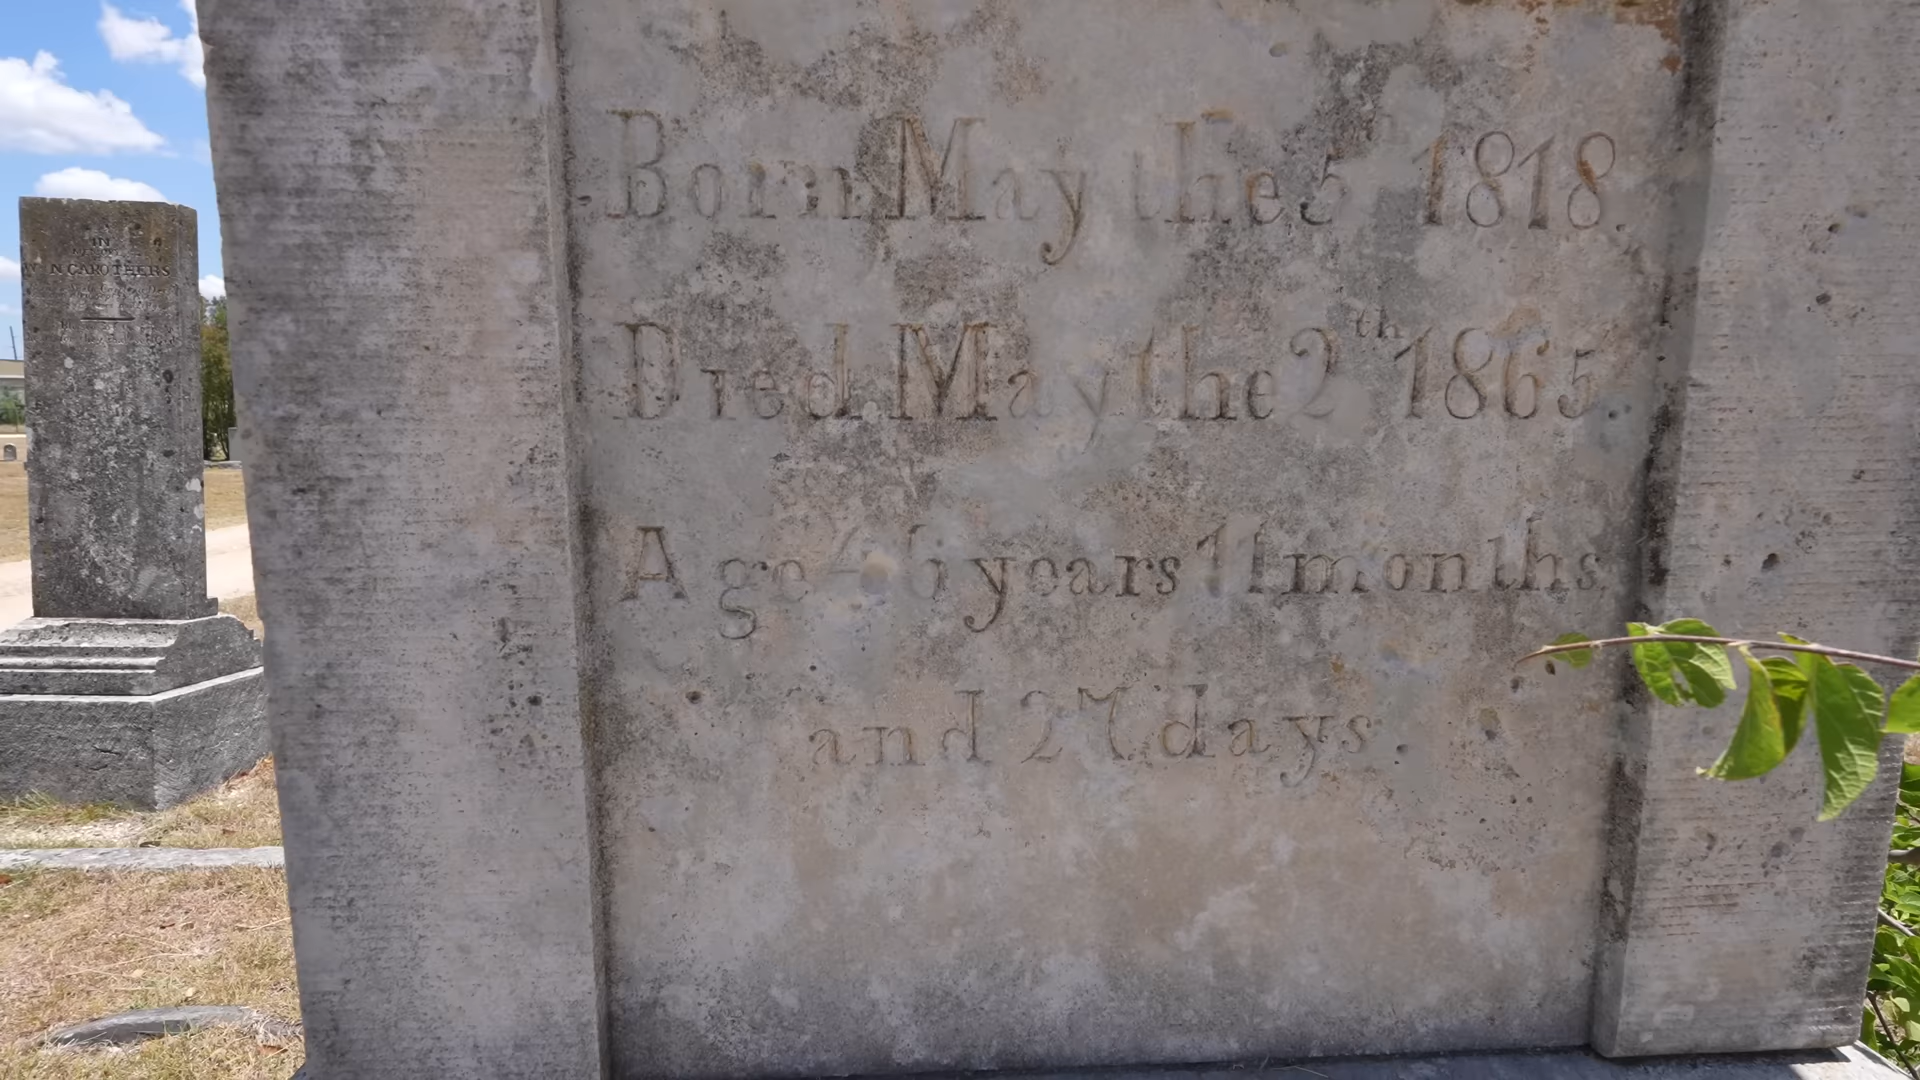 IN
N CAROTHERS
Born May the 5th 1818.
Died May the 2th 1865.
Age 46 years 11 months
and 27 days.